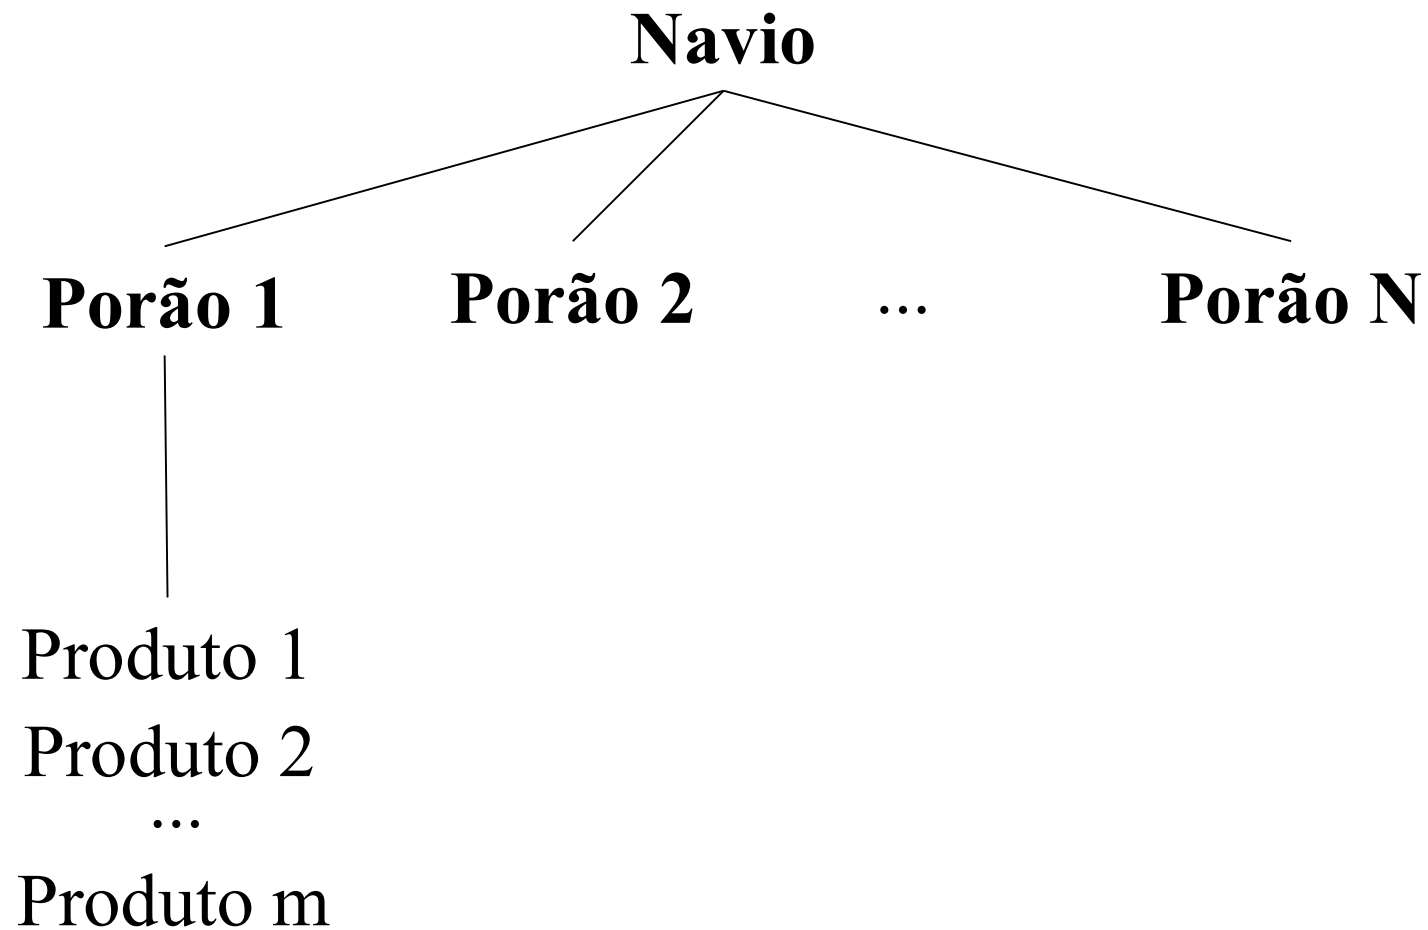 Navio
Porão 1 Porão 2 ... Porão N
Produto 1
Produto 2
...
Produto m